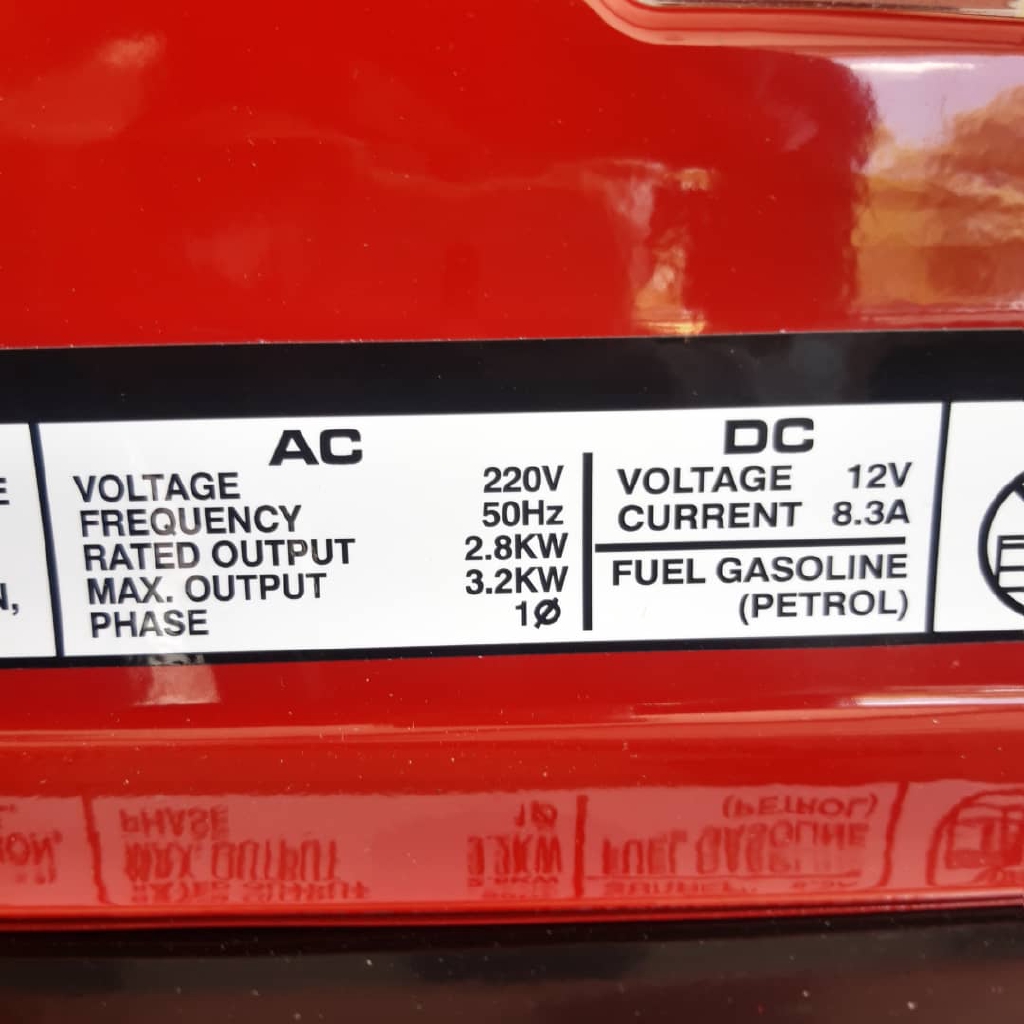 AC
VOLTAGE 220V
FREQUENCY 50Hz
RATED OUTPUT 2.8KW
MAX. OUTPUT 3.2KW
PHASE 1Ø
DC
VOLTAGE 12V
CURRENT 8.3A
FUEL GASOLINE
(PETROL)